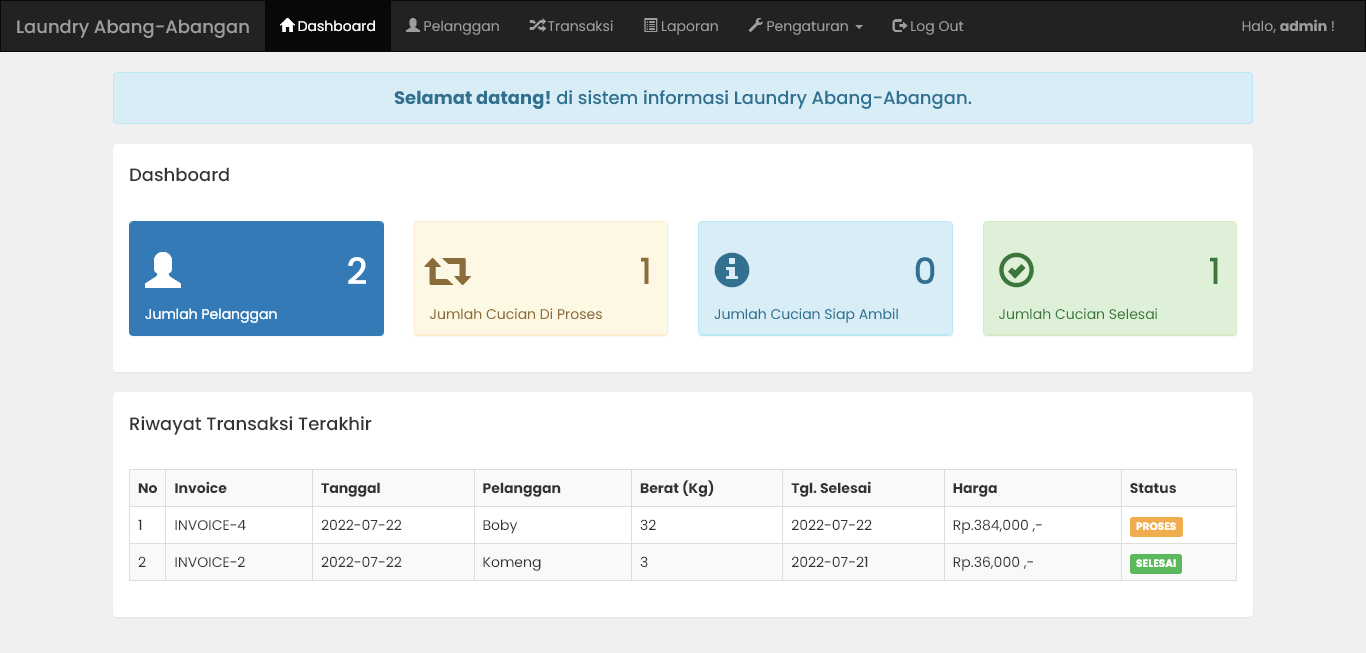 Laundry Abang-Abangan Dashboard Pelanggan Transaksi Laporan Pengaturan Log Out Halo, admin !
Selamat datang! di sistem informasi Laundry Abang-Abangan.
Dashboard
2 1 0 1
Jumlah Pelanggan Jumlah Cucian Di Proses Jumlah Cucian Siap Ambil Jumlah Cucian Selesai
Riwayat Transaksi Terakhir
No Invoice Tanggal Pelanggan Berat (Kg) Tgl. Selesai Harga Status
1 INVOICE-4 2022-07-22 Boby 32 2022-07-22 Rp.384,000 ,- PROSES
2 INVOICE-2 2022-07-22 Komeng 3 2022-07-21 Rp.36,000 ,- SELESAI